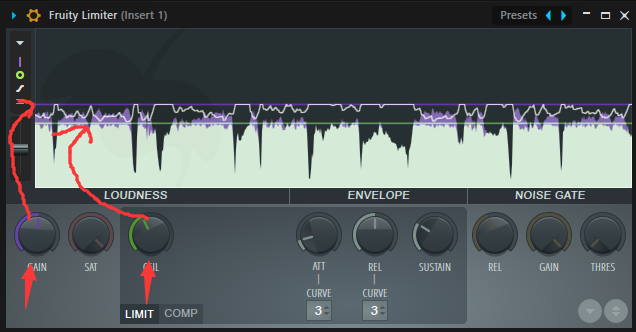 Fruity Limiter (Insert 1)
Presets
LOUDNESS
ENVELOPE
NOISE GATE
GAIN
SAT
CEIL
ATT
REL
SUSTAIN
REL
GAIN
THRES
CURVE
CURVE
3
3
LIMIT
COMP